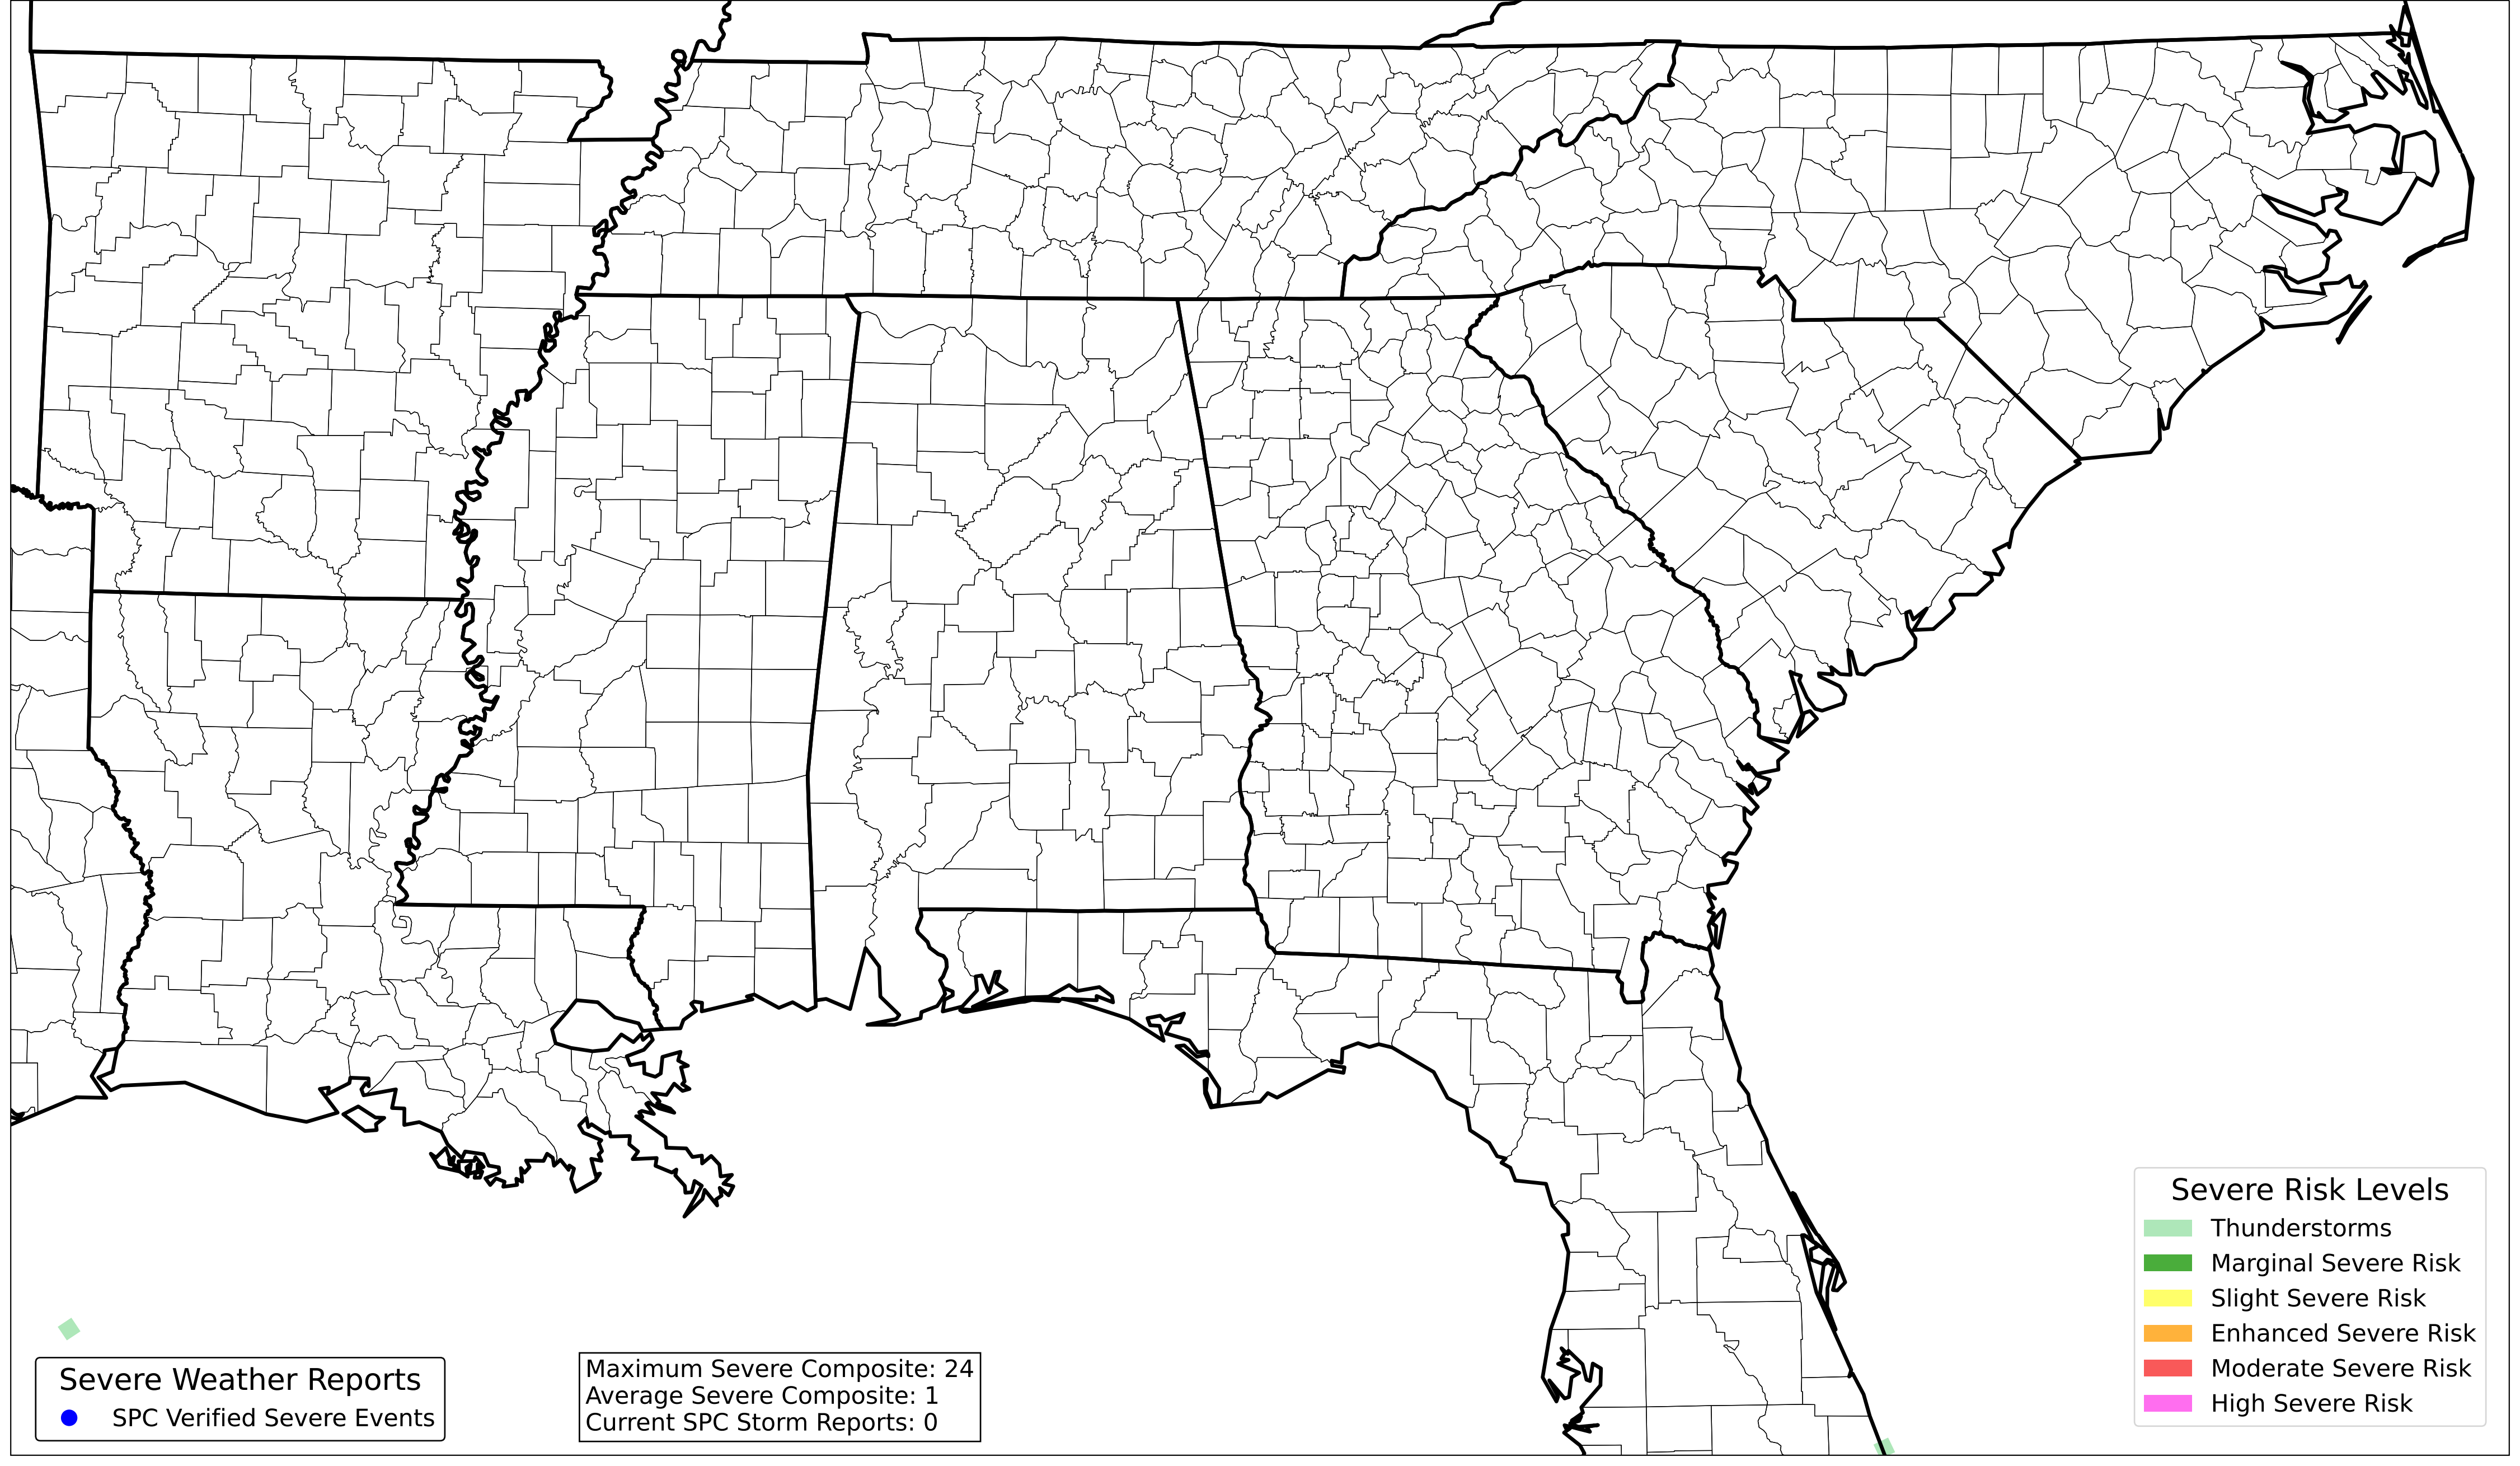 Severe Risk Levels
Thunderstorms
Marginal Severe Risk
Slight Severe Risk
Enhanced Severe Risk
Moderate Severe Risk
High Severe Risk
Severe Weather Reports
SPC Verified Severe Events
Maximum Severe Composite: 24
Average Severe Composite: 1
Current SPC Storm Reports: 0